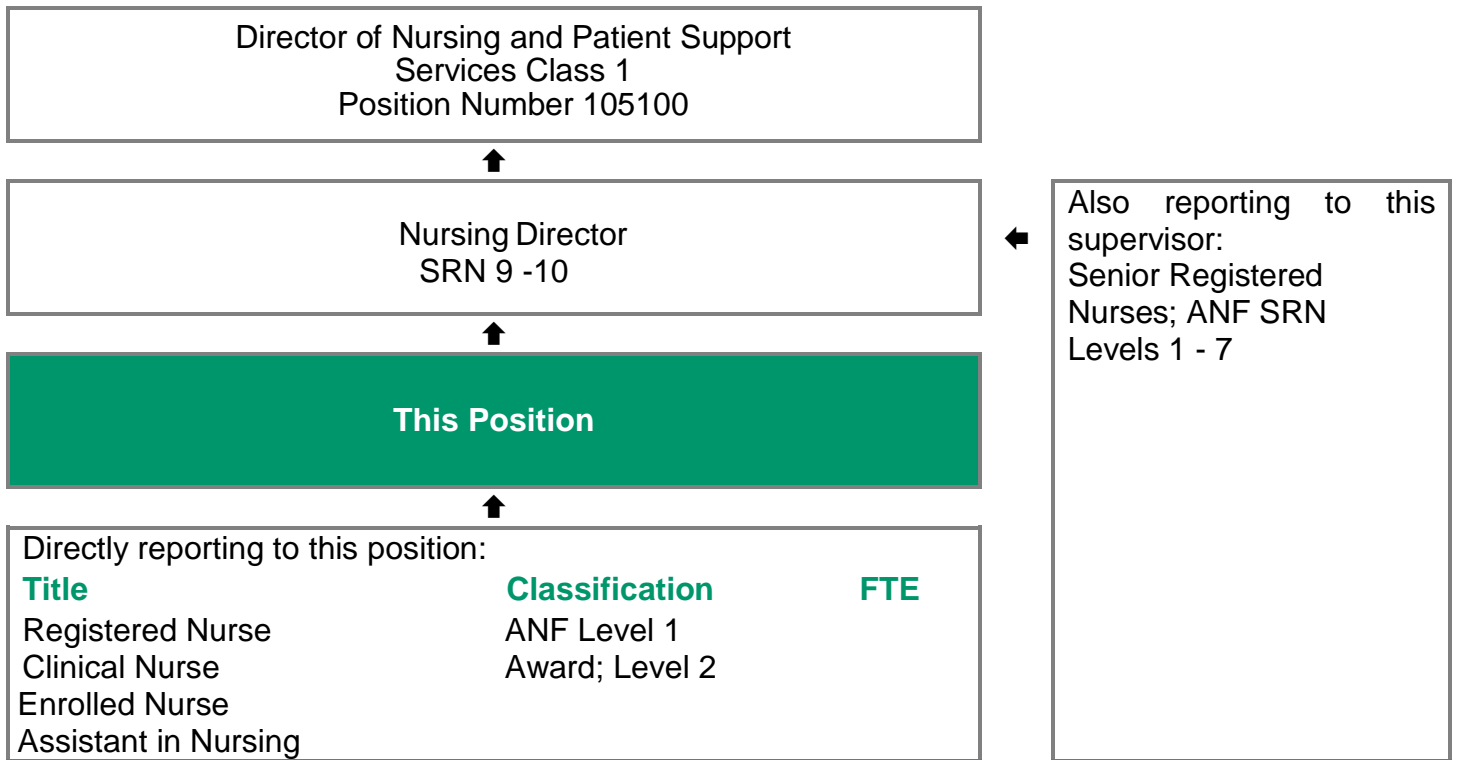 Director of Nursing and Patient Support
Services Class 1
Position Number 105100
Nursing Director
SRN 9 -10
Also reporting to this
supervisor:
Senior Registered
Nurses; ANF SRN
Levels 1 - 7
This Position
Directly reporting to this position:
Title Classification FTE
Registered Nurse ANF Level 1
Clinical Nurse Award; Level 2
Enrolled Nurse
Assistant in Nursing